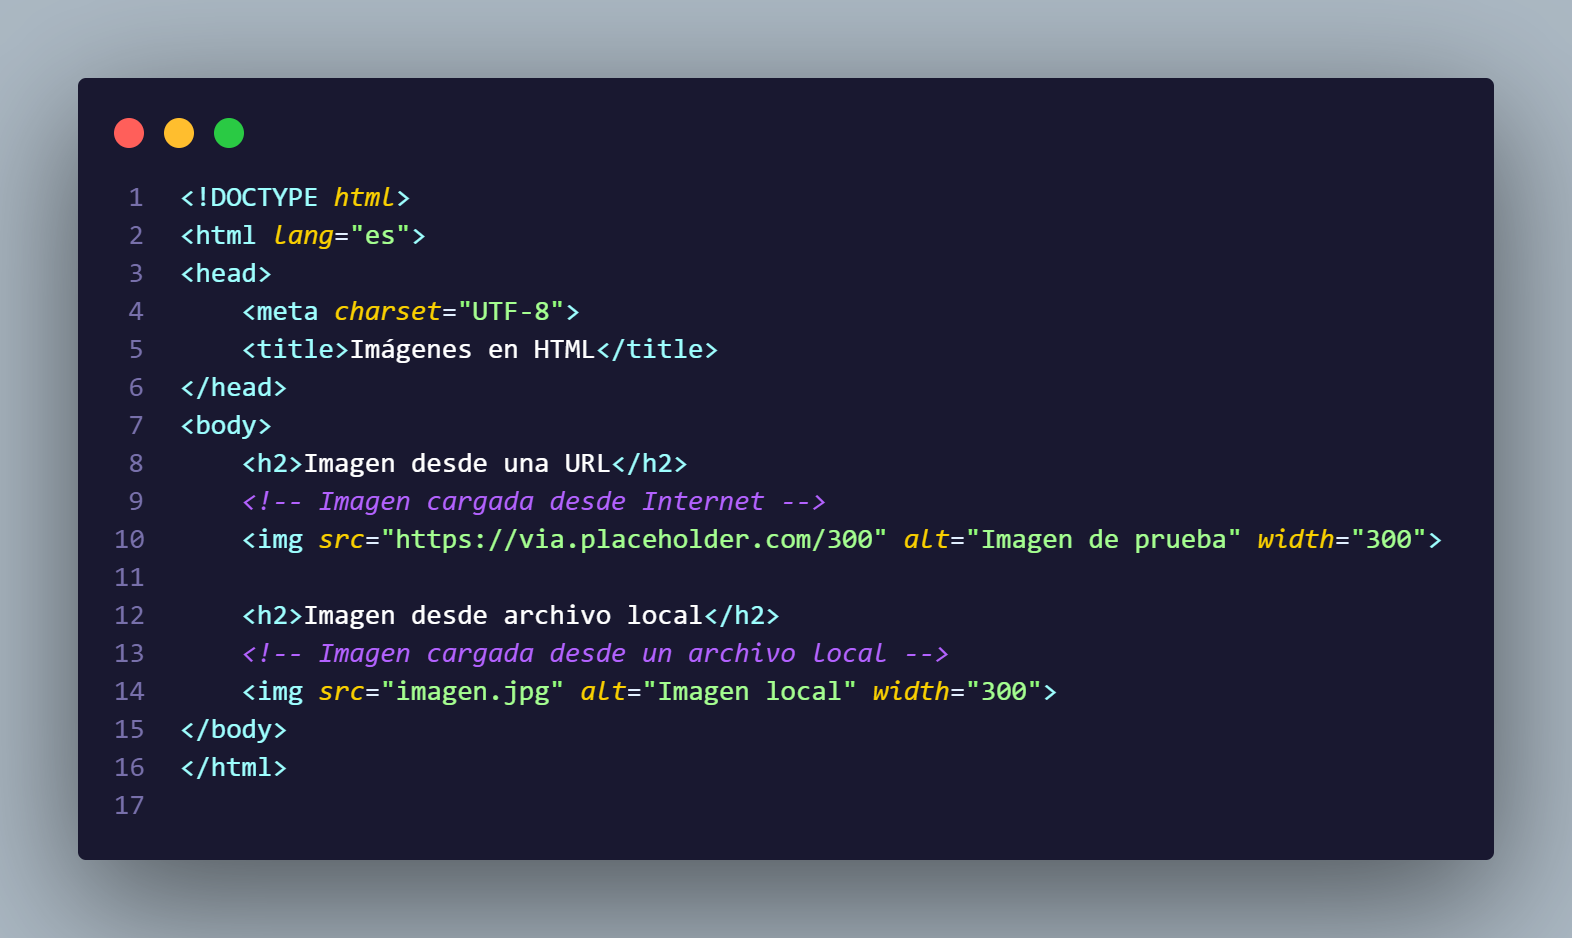 1 <!DOCTYPE html>
2 <html lang="es">
3 <head>
4     <meta charset="UTF-8">
5     <title>Imágenes en HTML</title>
6 </head>
7 <body>
8     <h2>Imagen desde una URL</h2>
9     <!-- Imagen cargada desde Internet -->
10     <img src="https://via.placeholder.com/300" alt="Imagen de prueba" width="300">
11
12     <h2>Imagen desde archivo local</h2>
13     <!-- Imagen cargada desde un archivo local -->
14     <img src="imagen.jpg" alt="Imagen local" width="300">
15 </body>
16 </html>
17